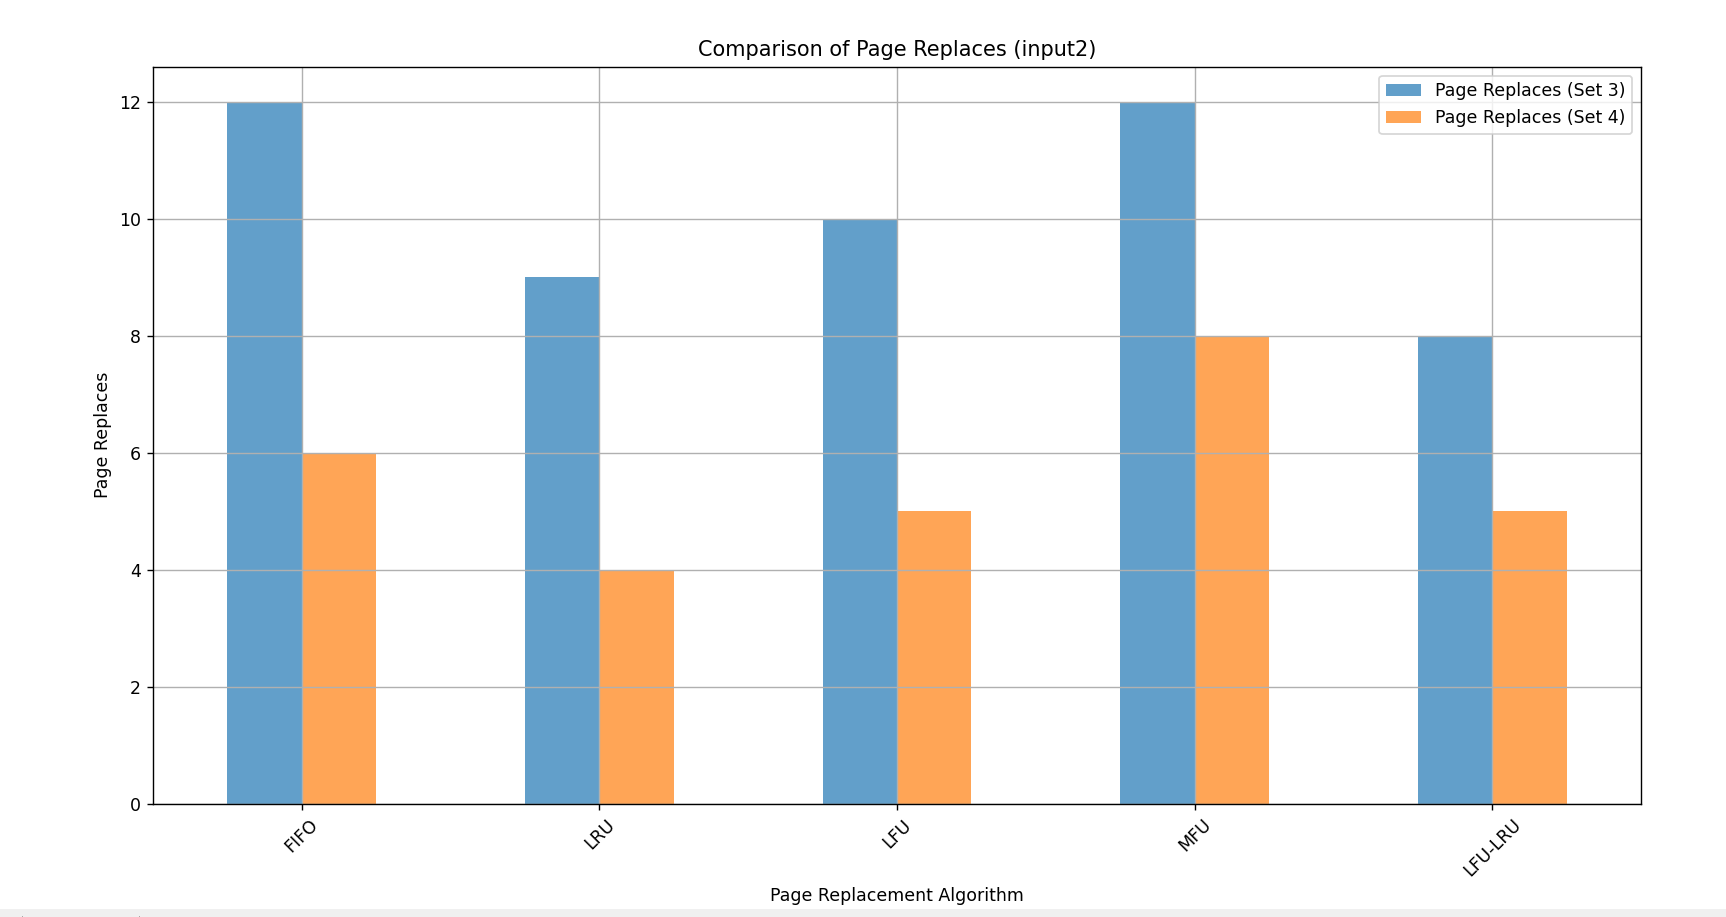 Comparison of Page Replaces (input2)
Page Replaces (Set 3)
Page Replaces (Set 4)
12
10
8
6
4
2
0
Page Replaces
FIFO
LRU
LFU
MFU
LFU-LRU
Page Replacement Algorithm